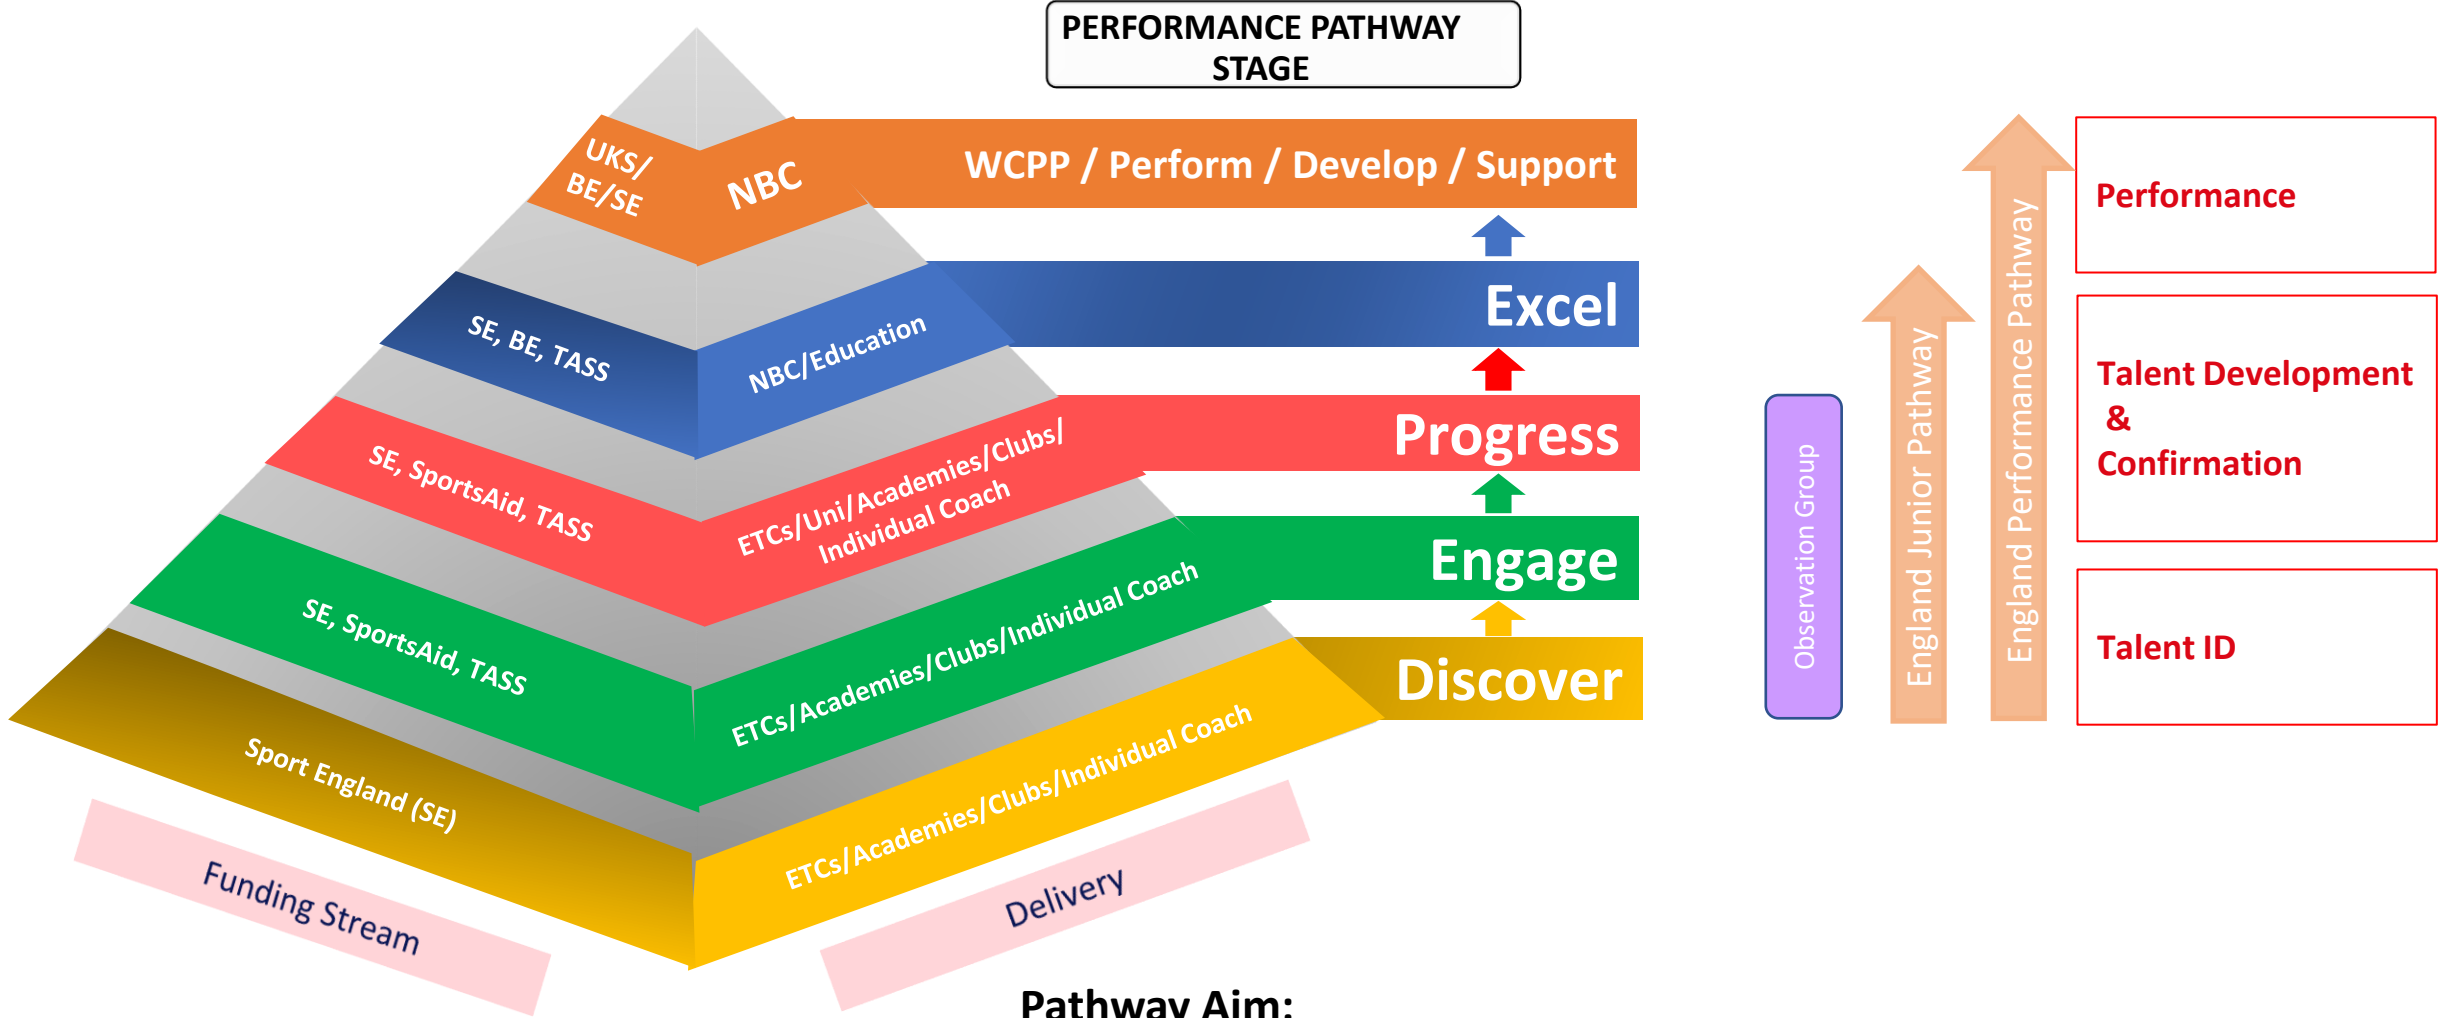 PERFORMANCE PATHWAY
STAGE
UKS/
BE/SE
NBC
WCPP / Perform / Develop / Support
SE, BE, TASS
NBC/Education
Excel
SE, SportsAid, TASS
ETCs/Uni/Academies/Clubs/
Individual Coach
Progress
SE, SportsAid, TASS
ETCs/Academies/Clubs/Individual Coach
Engage
Sport England (SE)
ETCs/Academies/Clubs/Individual Coach
Discover
Funding Stream
Delivery
Observation Group
England Junior Pathway
England Performance Pathway
Performance
Talent Development
&
Confirmation
Talent ID
Pathway Aim: